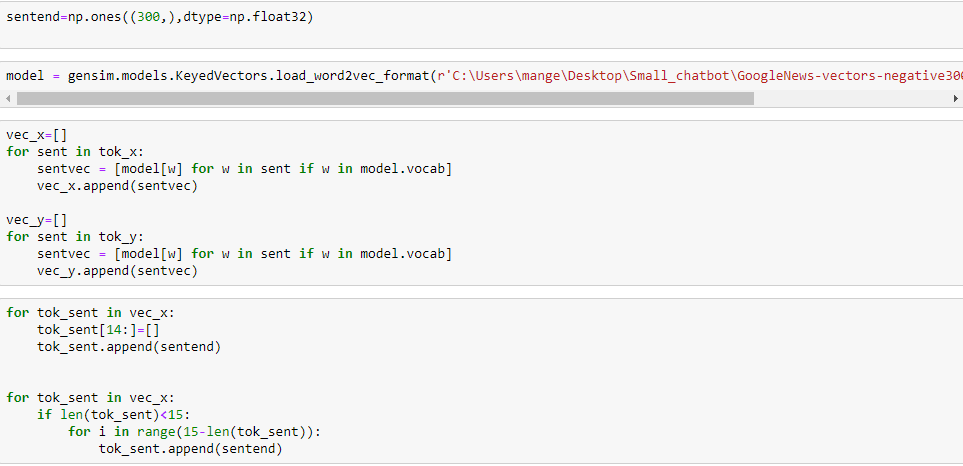 sentend=np.ones((300,),dtype=np.float32)
model = gensim.models.KeyedVectors.load_word2vec_format(r'C:\Users\mange\Desktop\Small_chatbot\GoogleNews-vectors-negative300
vec_x=[]
for sent in tok_x:
    sentvec = [model[w] for w in sent if w in model.vocab]
    vec_x.append(sentvec)
vec_y=[]
for sent in tok_y:
    sentvec = [model[w] for w in sent if w in model.vocab]
    vec_y.append(sentvec)
for tok_sent in vec_x:
    tok_sent[14:]=[]
    tok_sent.append(sentend)
for tok_sent in vec_x:
    if len(tok_sent)<15:
        for i in range(15-len(tok_sent)):
            tok_sent.append(sentend)